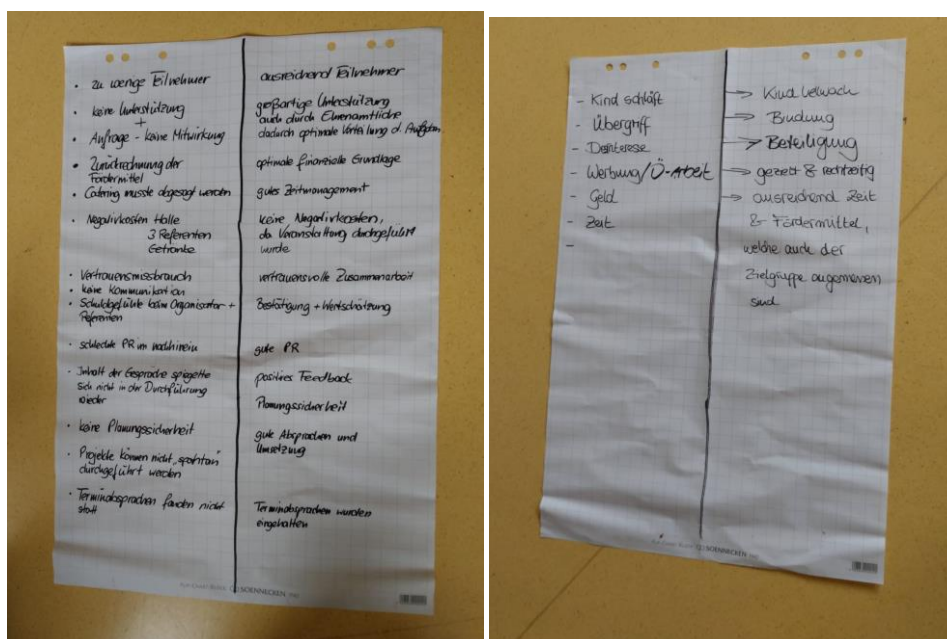 · zu wenige Teilnehmer
· keine Unterstützung
+
· Anfrage - keine Mitwirkung
· Zurückrechnung der
Fördermittel
· Catering musste abgesagt werden
· Negativkosten Halle
3 Referenten
Getränke
· Vertrauensmissbrauch
· keine Kommunikation
· Schuldgefühle beim Organisator +
Referenten
· schlechte PR im nachhinein
· Inhalt der Gespräche spiegelte
sich nicht in der Durchführung
wieder
· keine Planungssicherheit
· Projekte können nicht „spontan"
durchgeführt werden
· Terminabsprachen fanden nicht
statt
ausreichend Teilnehmer
großartige Unterstützung
auch durch Ehrenamtliche
dadurch optimale Verteilung d. Aufgaben
optimale finanzielle Grundlage
gutes Zeitmanagement
keine Negativkosten,
da Veranstaltung durchgeführt
wurde
vertrauensvolle Zusammenarbeit
Bestätigung + Wertschätzung
gute PR
positives Feedback
Planungssicherheit
gute Absprachen und
Umsetzung
Terminabsprachen wurden
eingehalten
SOENNECKEN
- Kind schläft
- Übergriff
- Desinteresse
- Werbung/Ö-Arbeit
- Geld
- Zeit
-
→ Kind
→ Bindung
→ Beteiligung
→ gezielt & rechtzeitig
→ ausreichend Zeit
& Fördermittel,
welche auch der
Zielgruppe angemessen
sind
SOENNECKEN